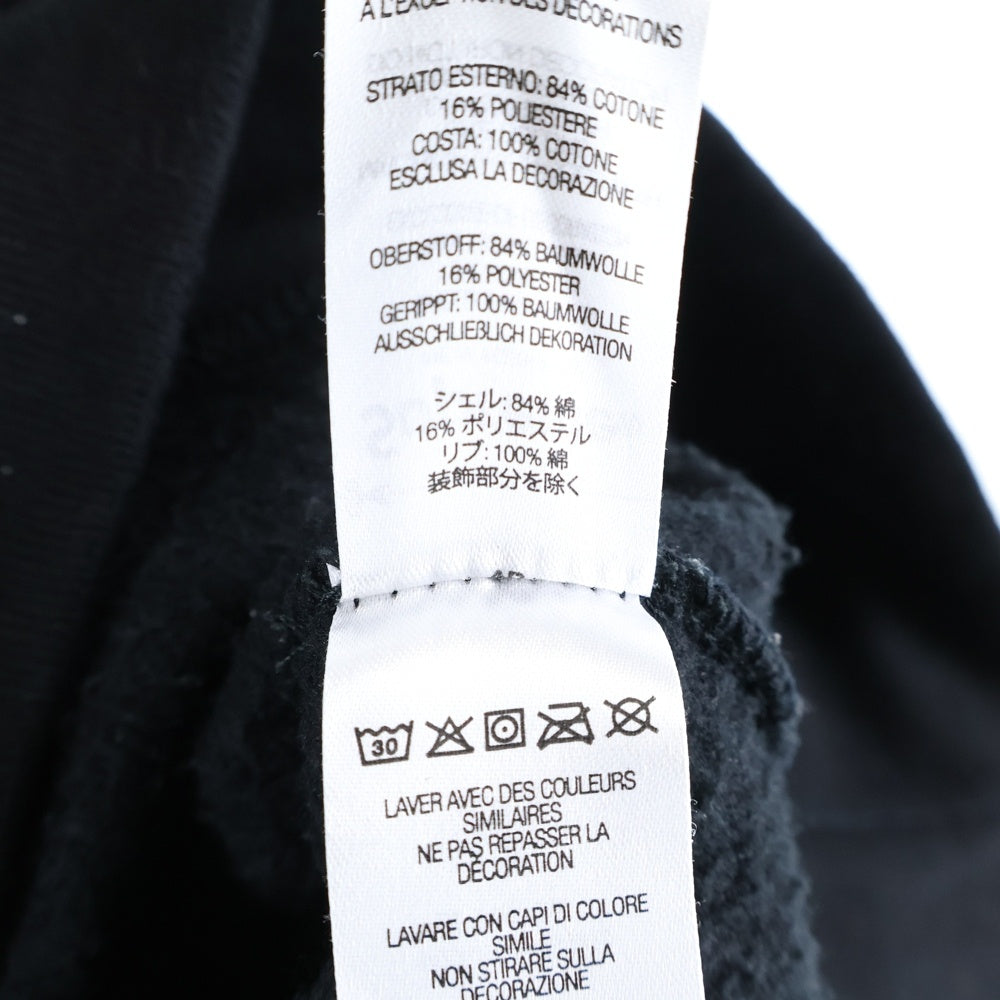 À L'EXCEPTION DES DÉCORATIONS
STRATO ESTERNO: 84% COTONE
16% POLIESTERE
COSTA: 100% COTONE
ESCLUSA LA DECORAZIONE
OBERSTOFF: 84% BAUMWOLLE
16% POLYESTER
GERIPPT: 100% BAUMWOLLE
AUSSCHLIEßLICH DEKORATION
シェル: 84% 綿
16% ポリエステル
リブ: 100% 綿
装飾部分を除く
30
LAVER AVEC DES COULEURS
SIMILAIRES
NE PAS REPASSER LA
DÉCORATION
LAVARE CON CAPI DI COLORE
SIMILE
NON STIRARE SULLA
DECORAZIONE